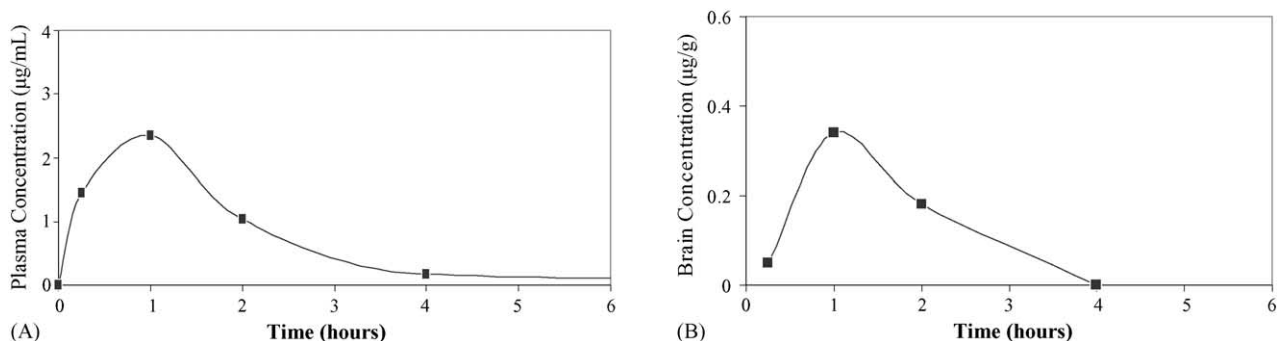 Plasma Concentration (µg/mL)
4
3
2
1
0
0 1 2 3 4 5 6
(A)
Time (hours)
Brain Concentration (µg/g)
0.6
0.4
0.2
0
0 1 2 3 4 5 6
(B)
Time (hours)